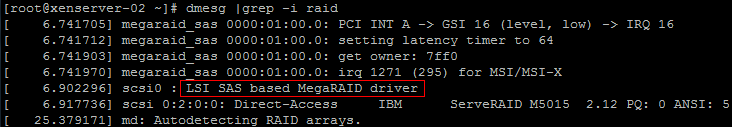 [root@xenserver-02 ~]# dmesg |grep -i raid
[    6.741705] megaraid_sas 0000:01:00.0: PCI INT A -> GSI 16 (level, low) -> IRQ 16
[    6.741712] megaraid_sas 0000:01:00.0: setting latency timer to 64
[    6.741903] megaraid_sas 0000:01:00.0: get owner: 7ff0
[    6.741970] megaraid_sas 0000:01:00.0: irq 1271 (295) for MSI/MSI-X
[    6.902296] scsi0 : LSI SAS based MegaRAID driver
[    6.917736] scsi 0:2:0:0: Direct-Access     IBM      ServeRAID M5015  2.12 PQ: 0 ANSI: 5
[   25.379171] md: Autodetecting RAID arrays.